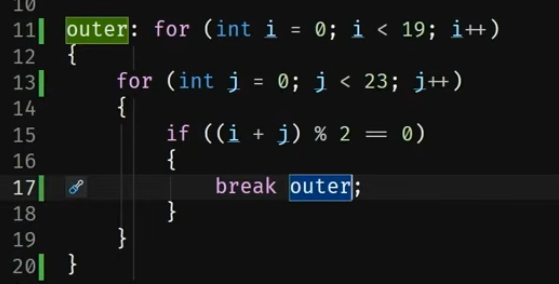 10
11 outer: for (int i = 0; i < 19; i++)
12 {
13     for (int j = 0; j < 23; j++)
14     {
15         if ((i + j) % 2 == 0)
16         {
17             break outer;
18         }
19     }
20 }